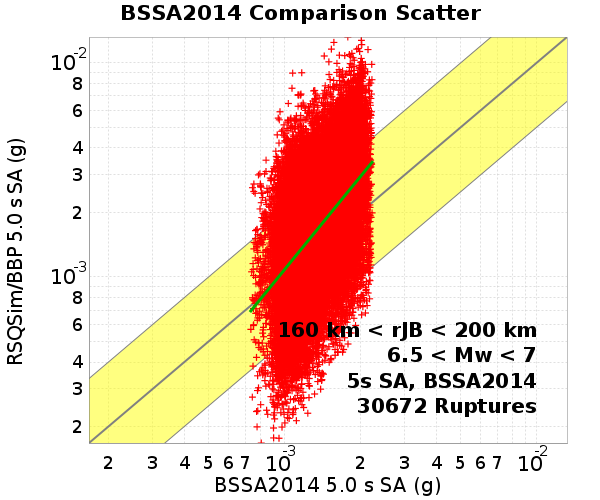 BSSA2014 Comparison Scatter
RSQSim/BBP 5.0 s SA (g)
10-2
8
6
4
3
2
10-3
8
6
4
3
2
160 km < rJB < 200 km
6.5 < Mw < 7
5s SA, BSSA2014
30672 Ruptures
2 3 4 5 6 7 10-3 2 3 4 5 6 7 10-2
BSSA2014 5.0 s SA (g)